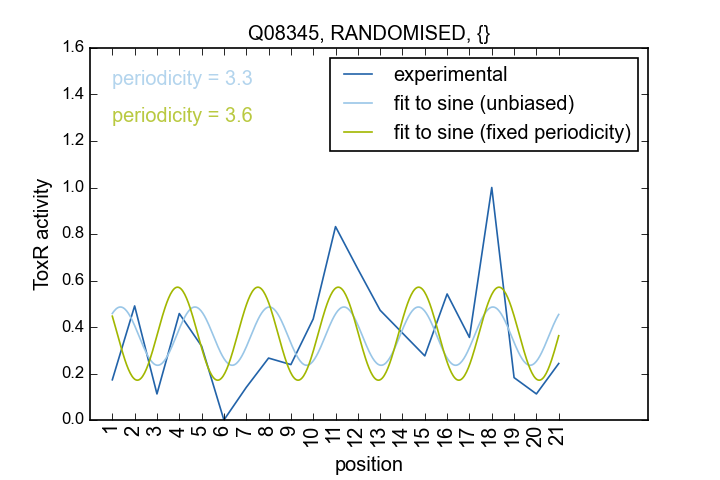 Q08345, RANDOMISED, {}
periodicity = 3.3
periodicity = 3.6
experimental
fit to sine (unbiased)
fit to sine (fixed periodicity)
ToxR activity
1.6
1.4
1.2
1.0
0.8
0.6
0.4
0.2
0.0
1 2 3 4 5 6 7 8 9 10 11 12 13 14 15 16 17 18 19 20 21
position